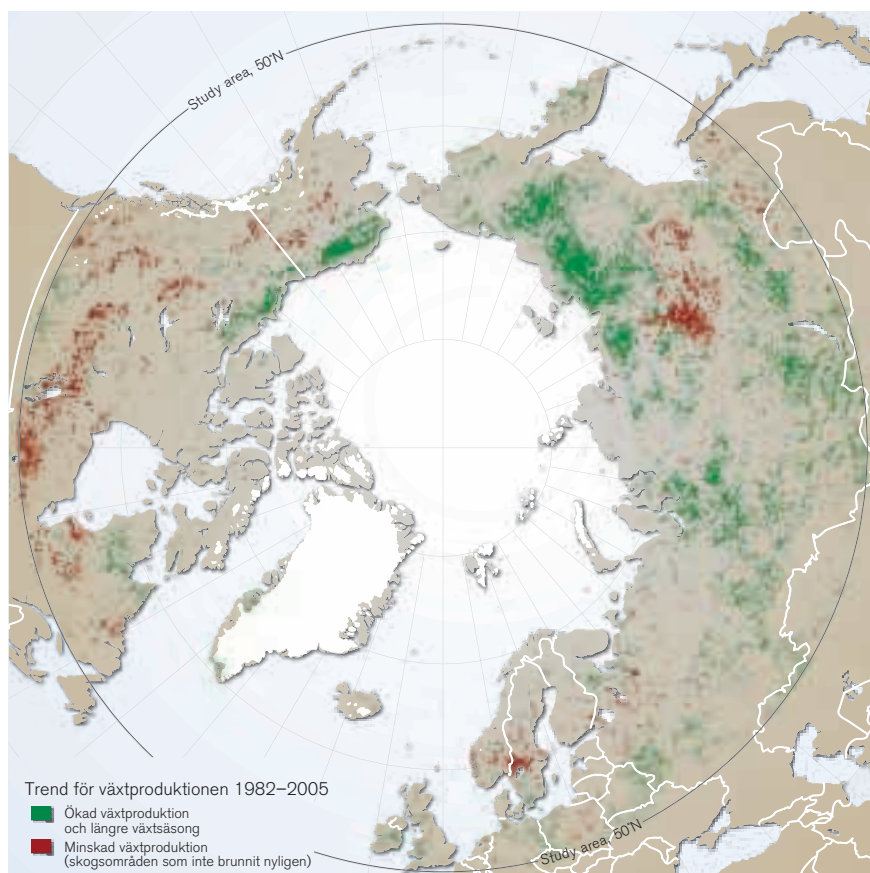 Study area, 50°N
Trend för växtproduktionen 1982–2005
Ökad växtproduktion
och längre växtsäsong
Minskad växtproduktion
(skogsområden som inte brunnit nyligen)
Study area, 50°N